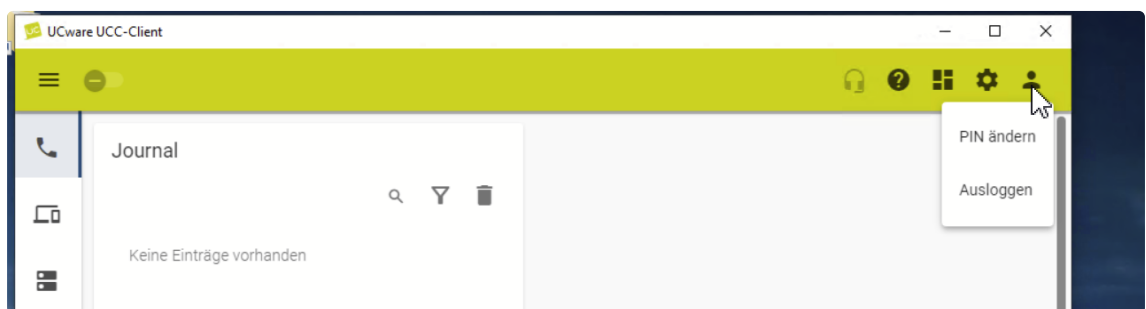 UCware UCC-Client
PIN ändern
Journal
Ausloggen
Keine Einträge vorhanden